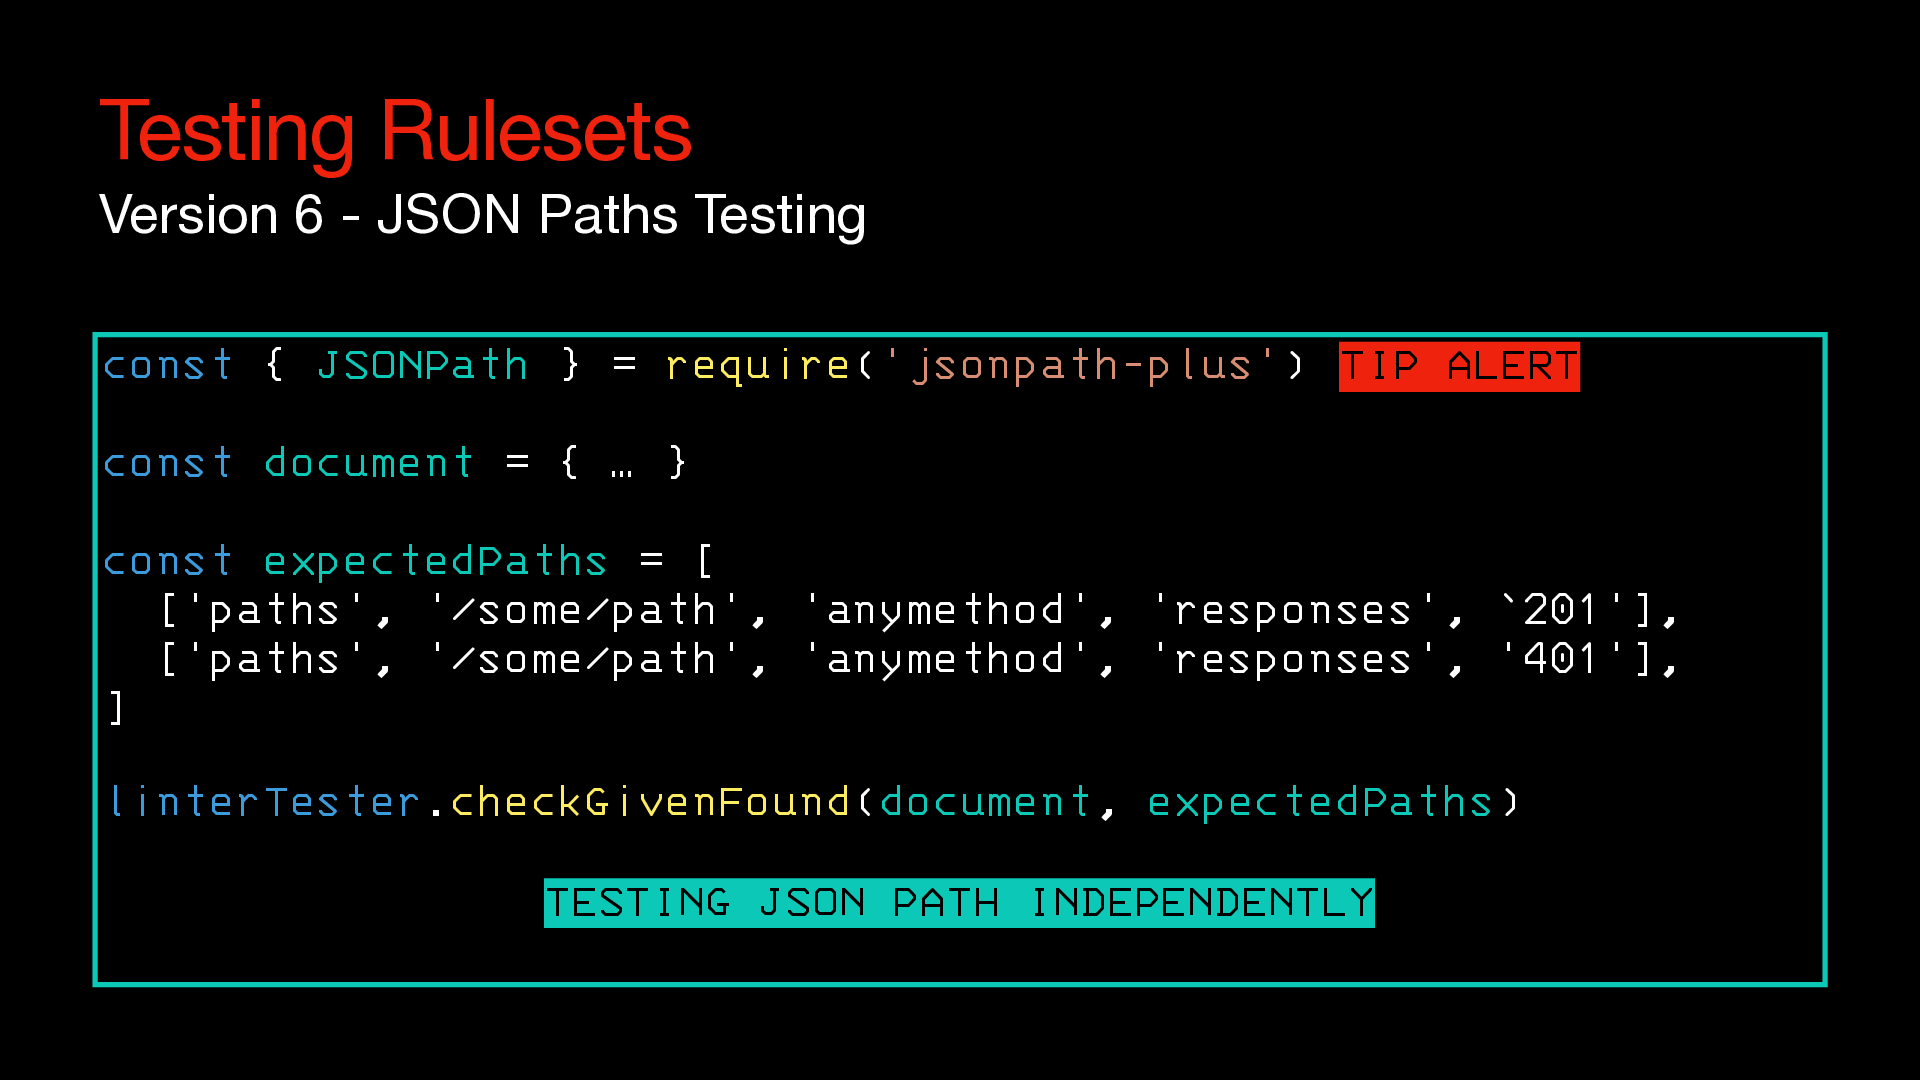 Testing Rulesets
Version 6 - JSON Paths Testing
const { JSONPath } = require('jsonpath-plus') TIP ALERT
const document = { … }
const expectedPaths = [
['paths', '/some/path', 'anymethod', 'responses', `201'],
['paths', '/some/path', 'anymethod', 'responses', '401'],
]
linterTester.checkGivenFound(document, expectedPaths)
TESTING JSON PATH INDEPENDENTLY